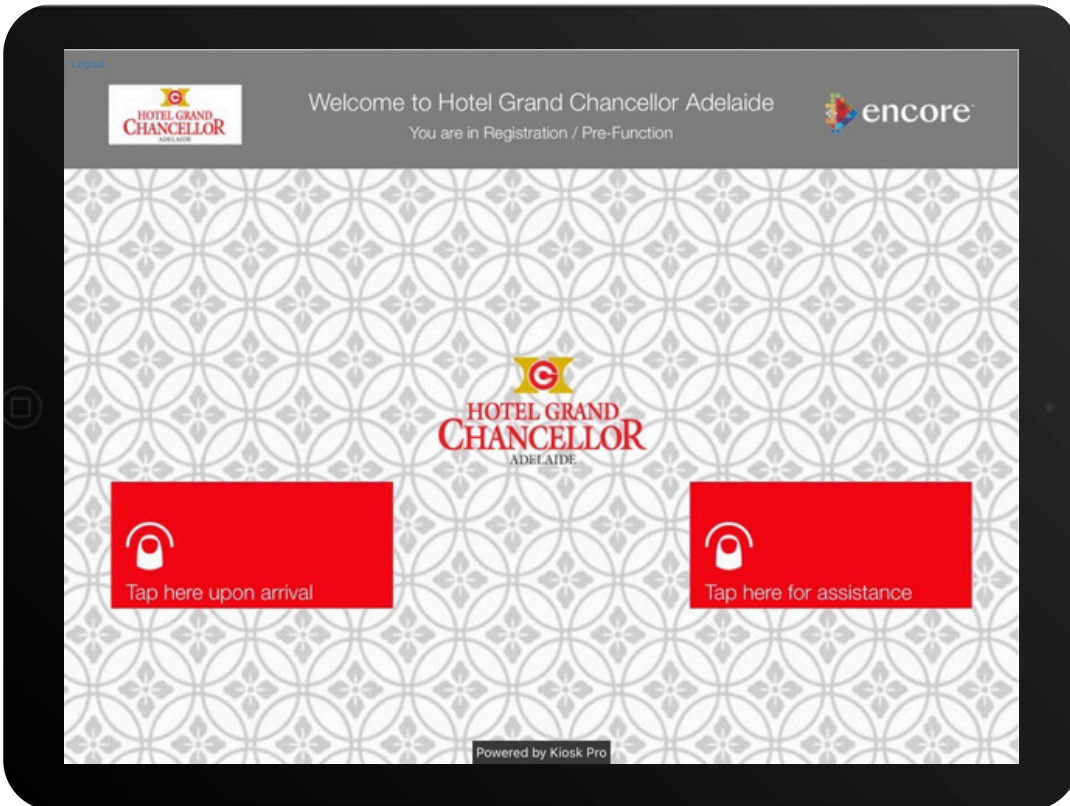 Logout
HOTEL GRAND
CHANCELLOR
ADELAIDE
Welcome to Hotel Grand Chancellor Adelaide
You are in Registration / Pre-Function
encore
HOTEL GRAND
CHANCELLOR
ADELAIDE
Tap here upon arrival
Tap here for assistance
Powered by Kiosk Pro